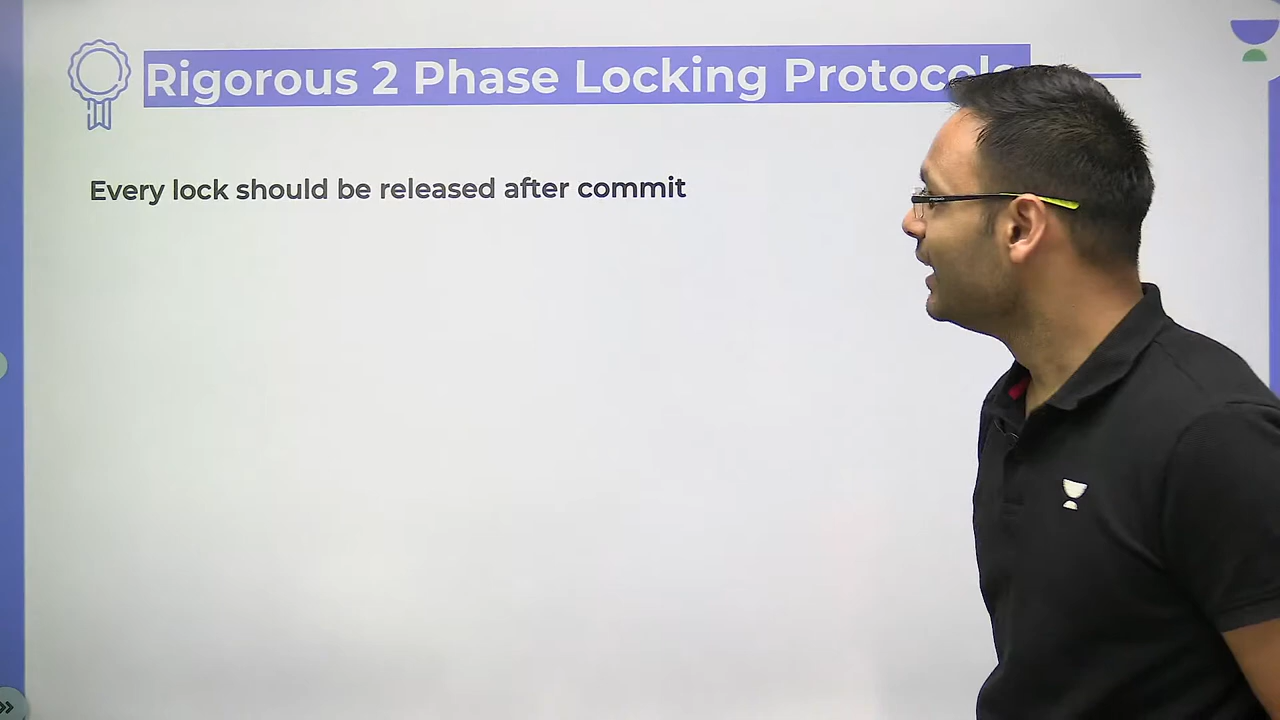 Rigorous 2 Phase Locking Protocols
Every lock should be released after commit